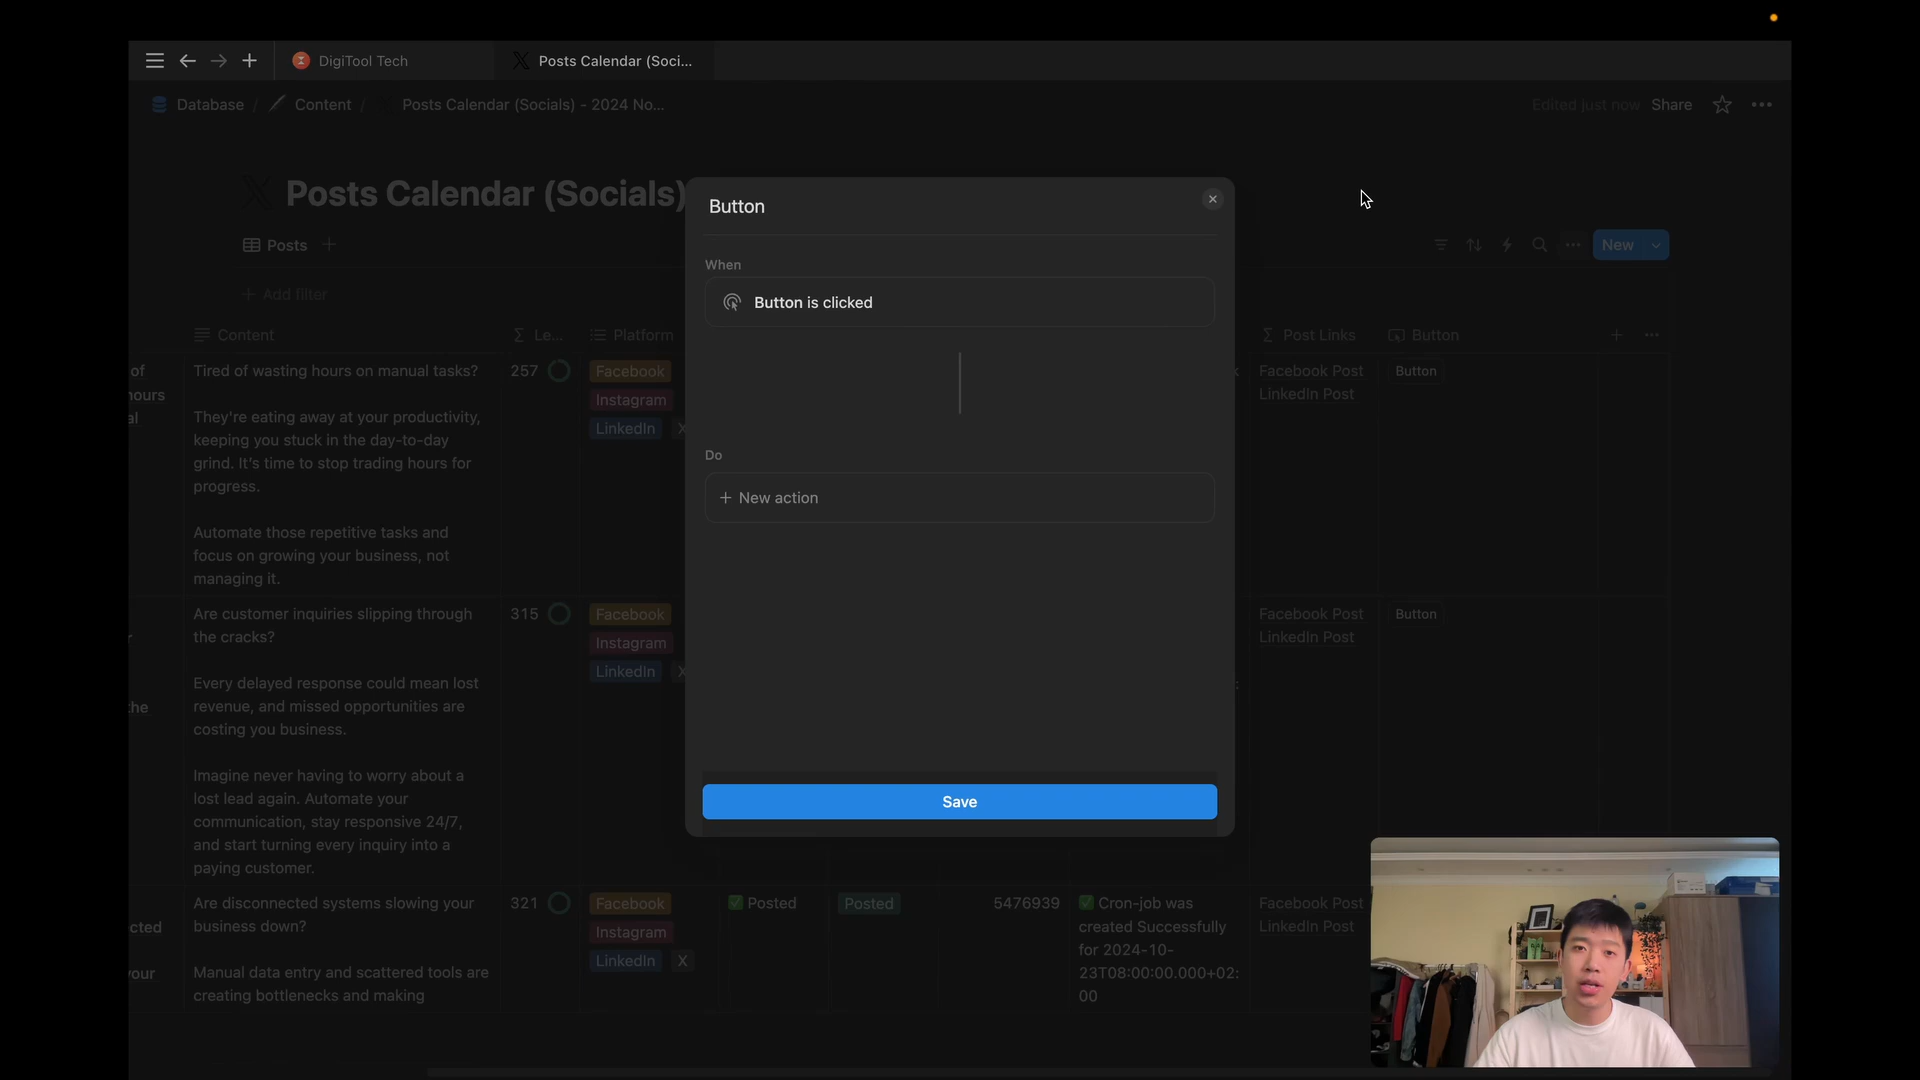 DigiTool Tech
Posts Calendar (Soci...
Database / Content / Posts Calendar (Socials) - 2024 No...
Edited just now Share
Posts Calendar (Socials)
Posts
New
Add filter
Content
Le...
Platform
Post Links
Button
of
hours
al
Tired of wasting hours on manual tasks?
They're eating away at your productivity,
keeping you stuck in the day-to-day
grind. It's time to stop trading hours for
progress.
Automate those repetitive tasks and
focus on growing your business, not
managing it.
257
Facebook
Instagram
LinkedIn X
Facebook Post
LinkedIn Post
Button
r
the
Are customer inquiries slipping through
the cracks?
Every delayed response could mean lost
revenue, and missed opportunities are
costing you business.
Imagine never having to worry about a
lost lead again. Automate your
communication, stay responsive 24/7,
and start turning every inquiry into a
paying customer.
315
Facebook
Instagram
LinkedIn X
Facebook Post
LinkedIn Post
Button
cted
your
Are disconnected systems slowing your
business down?
Manual data entry and scattered tools are
creating bottlenecks and making
321
Facebook
Instagram
LinkedIn X
Posted
Posted
5476939
Cron-job was
created Successfully
for 2024-10-
23T08:00:00.000+02:
00
Facebook Post
LinkedIn Post
Button
When
Button is clicked
Do
New action
Save